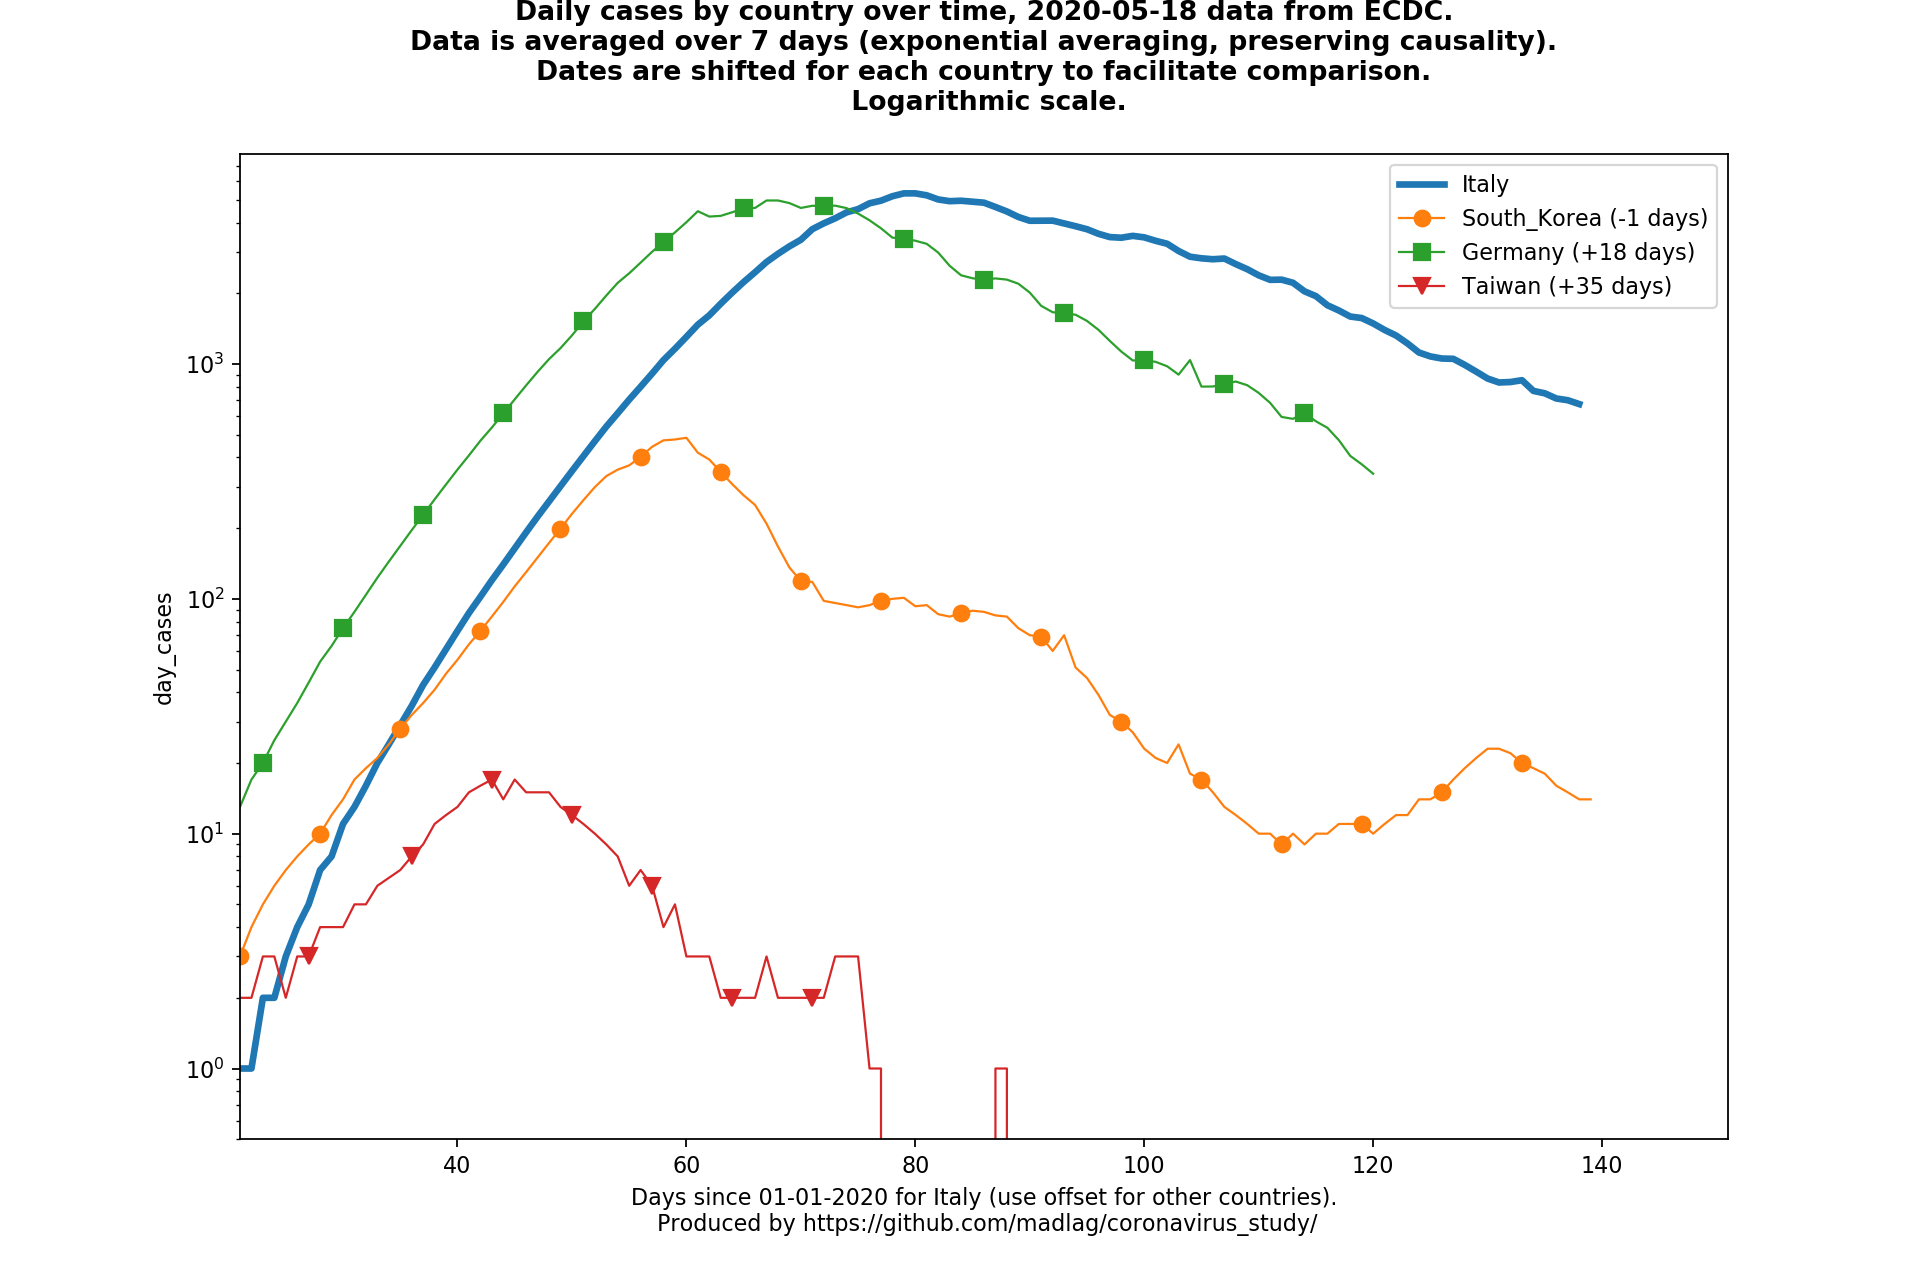 Daily cases by country over time, 2020-05-18 data from ECDC.
Data is averaged over 7 days (exponential averaging, preserving causality).
Dates are shifted for each country to facilitate comparison.
Logarithmic scale.
Italy
South_Korea (-1 days)
Germany (+18 days)
Taiwan (+35 days)
10³
10²
10¹
10⁰
day_cases
40 60 80 100 120 140
Days since 01-01-2020 for Italy (use offset for other countries).
Produced by https://github.com/madlag/coronavirus_study/